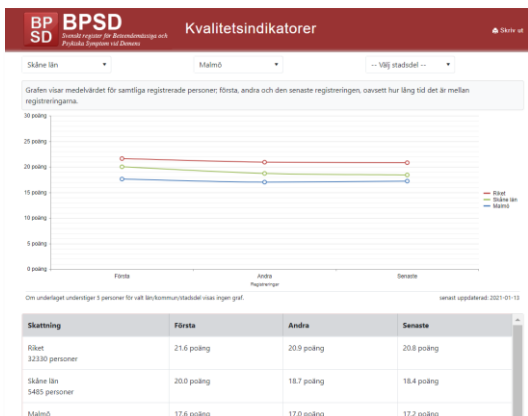 BP SD
BPSD
Svenskt register för Beteendemässiga och
Psykiska Symptom vid Demens
Kvalitetsindikatorer
Skriv ut
Skåne län
Malmö
-- Välj stadsdel --
Grafen visar medelvärdet för samtliga registrerade personer; första, andra och den senaste registreringen, oavsett hur lång tid det är mellan
registreringarna.
30 poäng
25 poäng
20 poäng
15 poäng
10 poäng
5 poäng
0 poäng
Första
Andra
Senaste
Registreringar
Riket
Skåne län
Malmö
Om underlaget understiger 5 personer för valt län/kommun/stadsdel visas ingen graf.
senast uppdaterad: 2021-01-13
Skattning Första Andra Senaste
Riket 21.6 poäng 20.9 poäng 20.8 poäng
32330 personer
Skåne län 20.0 poäng 18.7 poäng 18.4 poäng
5485 personer
Malmö 17.6 poäng 17.0 poäng 17.2 poäng